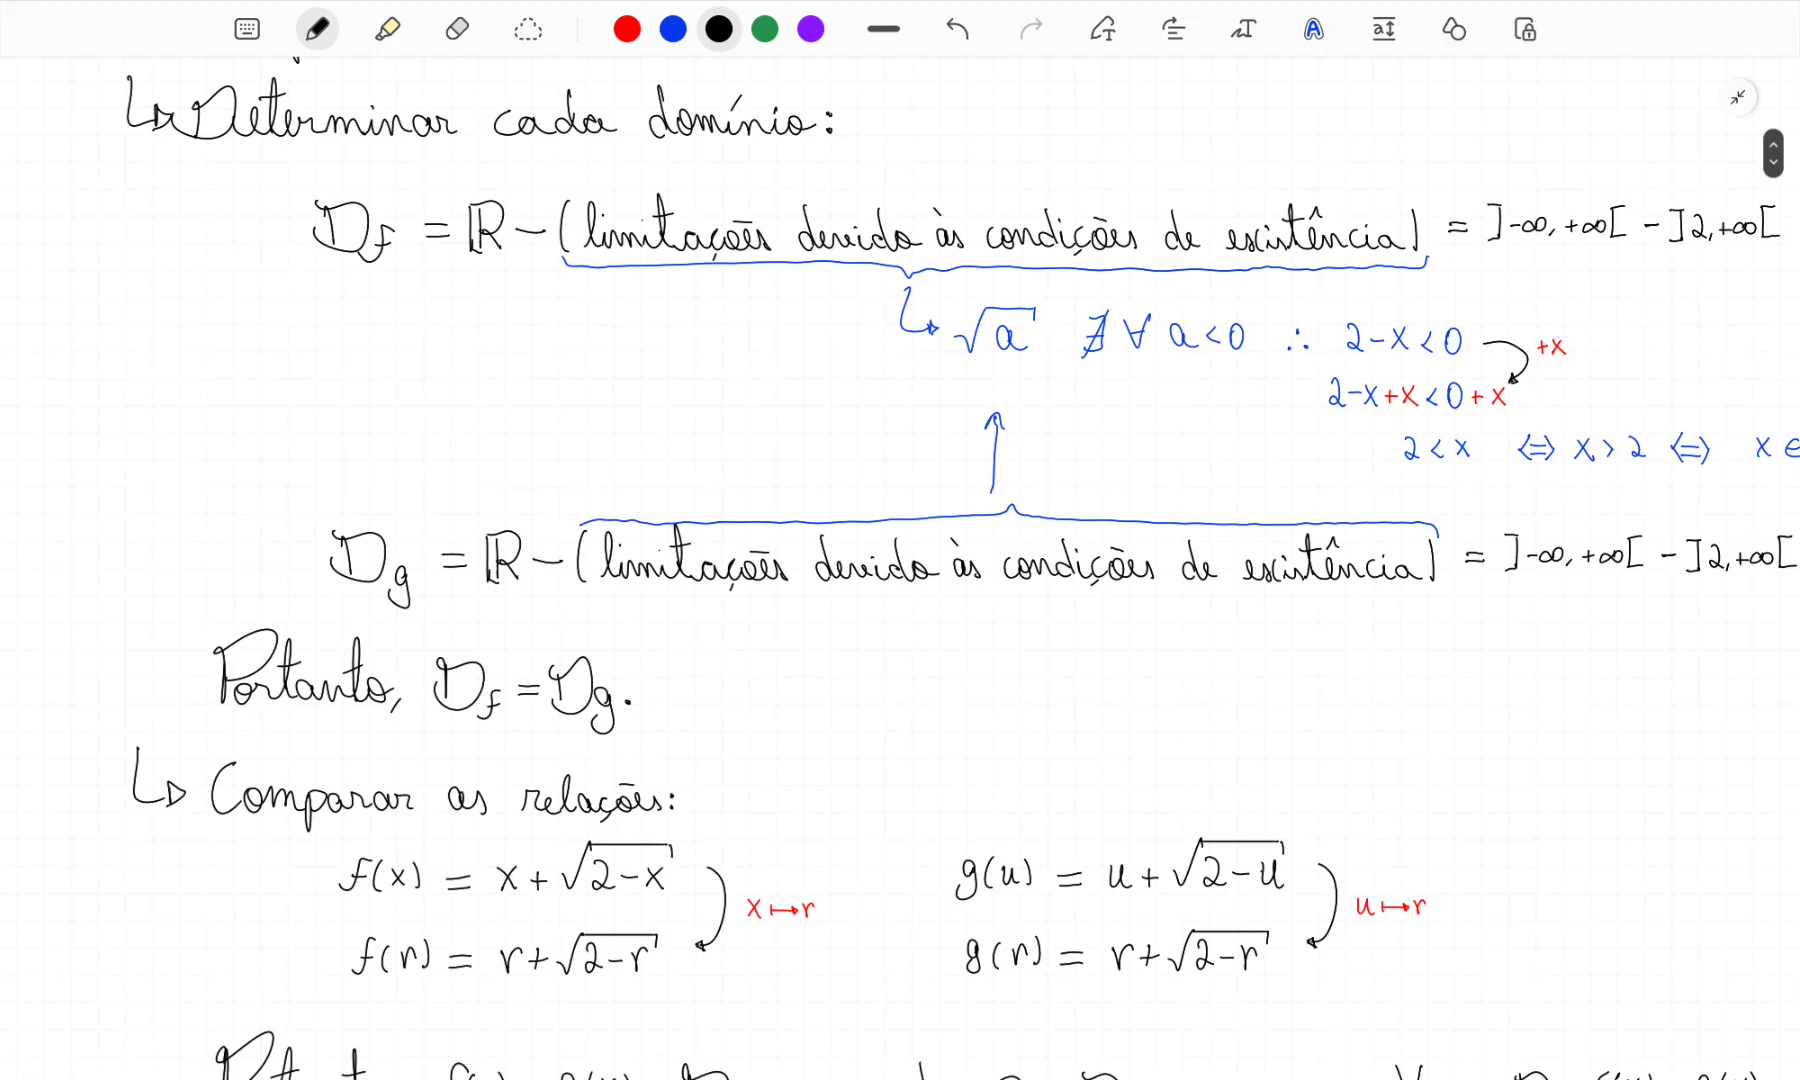 Determinar cada domínio:
D_f = ℝ − (limitações devido às condições de existência) = ]-∞, +∞[ − ]2, +∞[
√a ∄ ∀ a < 0 ∴ 2−x < 0 +x
2−x+x < 0+x
2 < x ⇔ x > 2 ⇔ x ∈
D_g = ℝ − (limitações devido às condições de existência) = ]-∞, +∞[ − ]2, +∞[
Portanto, D_f = D_g.
Comparar as relações:
f(x) = x + √2−x x ↦ r g(u) = u + √2−u u ↦ r
f(r) = r + √2−r g(r) = r + √2−r